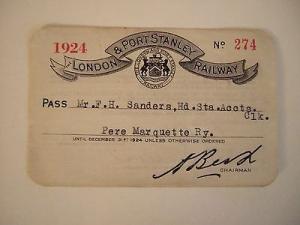 1924 & PORT STANLEY No 274
LONDON RAILWAY
PASS Mr. F. H. Sanders, Hd. Sta. Accts.
Clk.
Pere Marquette Ry.
UNTIL DECEMBER 31ST 1924 UNLESS OTHERWISE ORDERED
CHAIRMAN